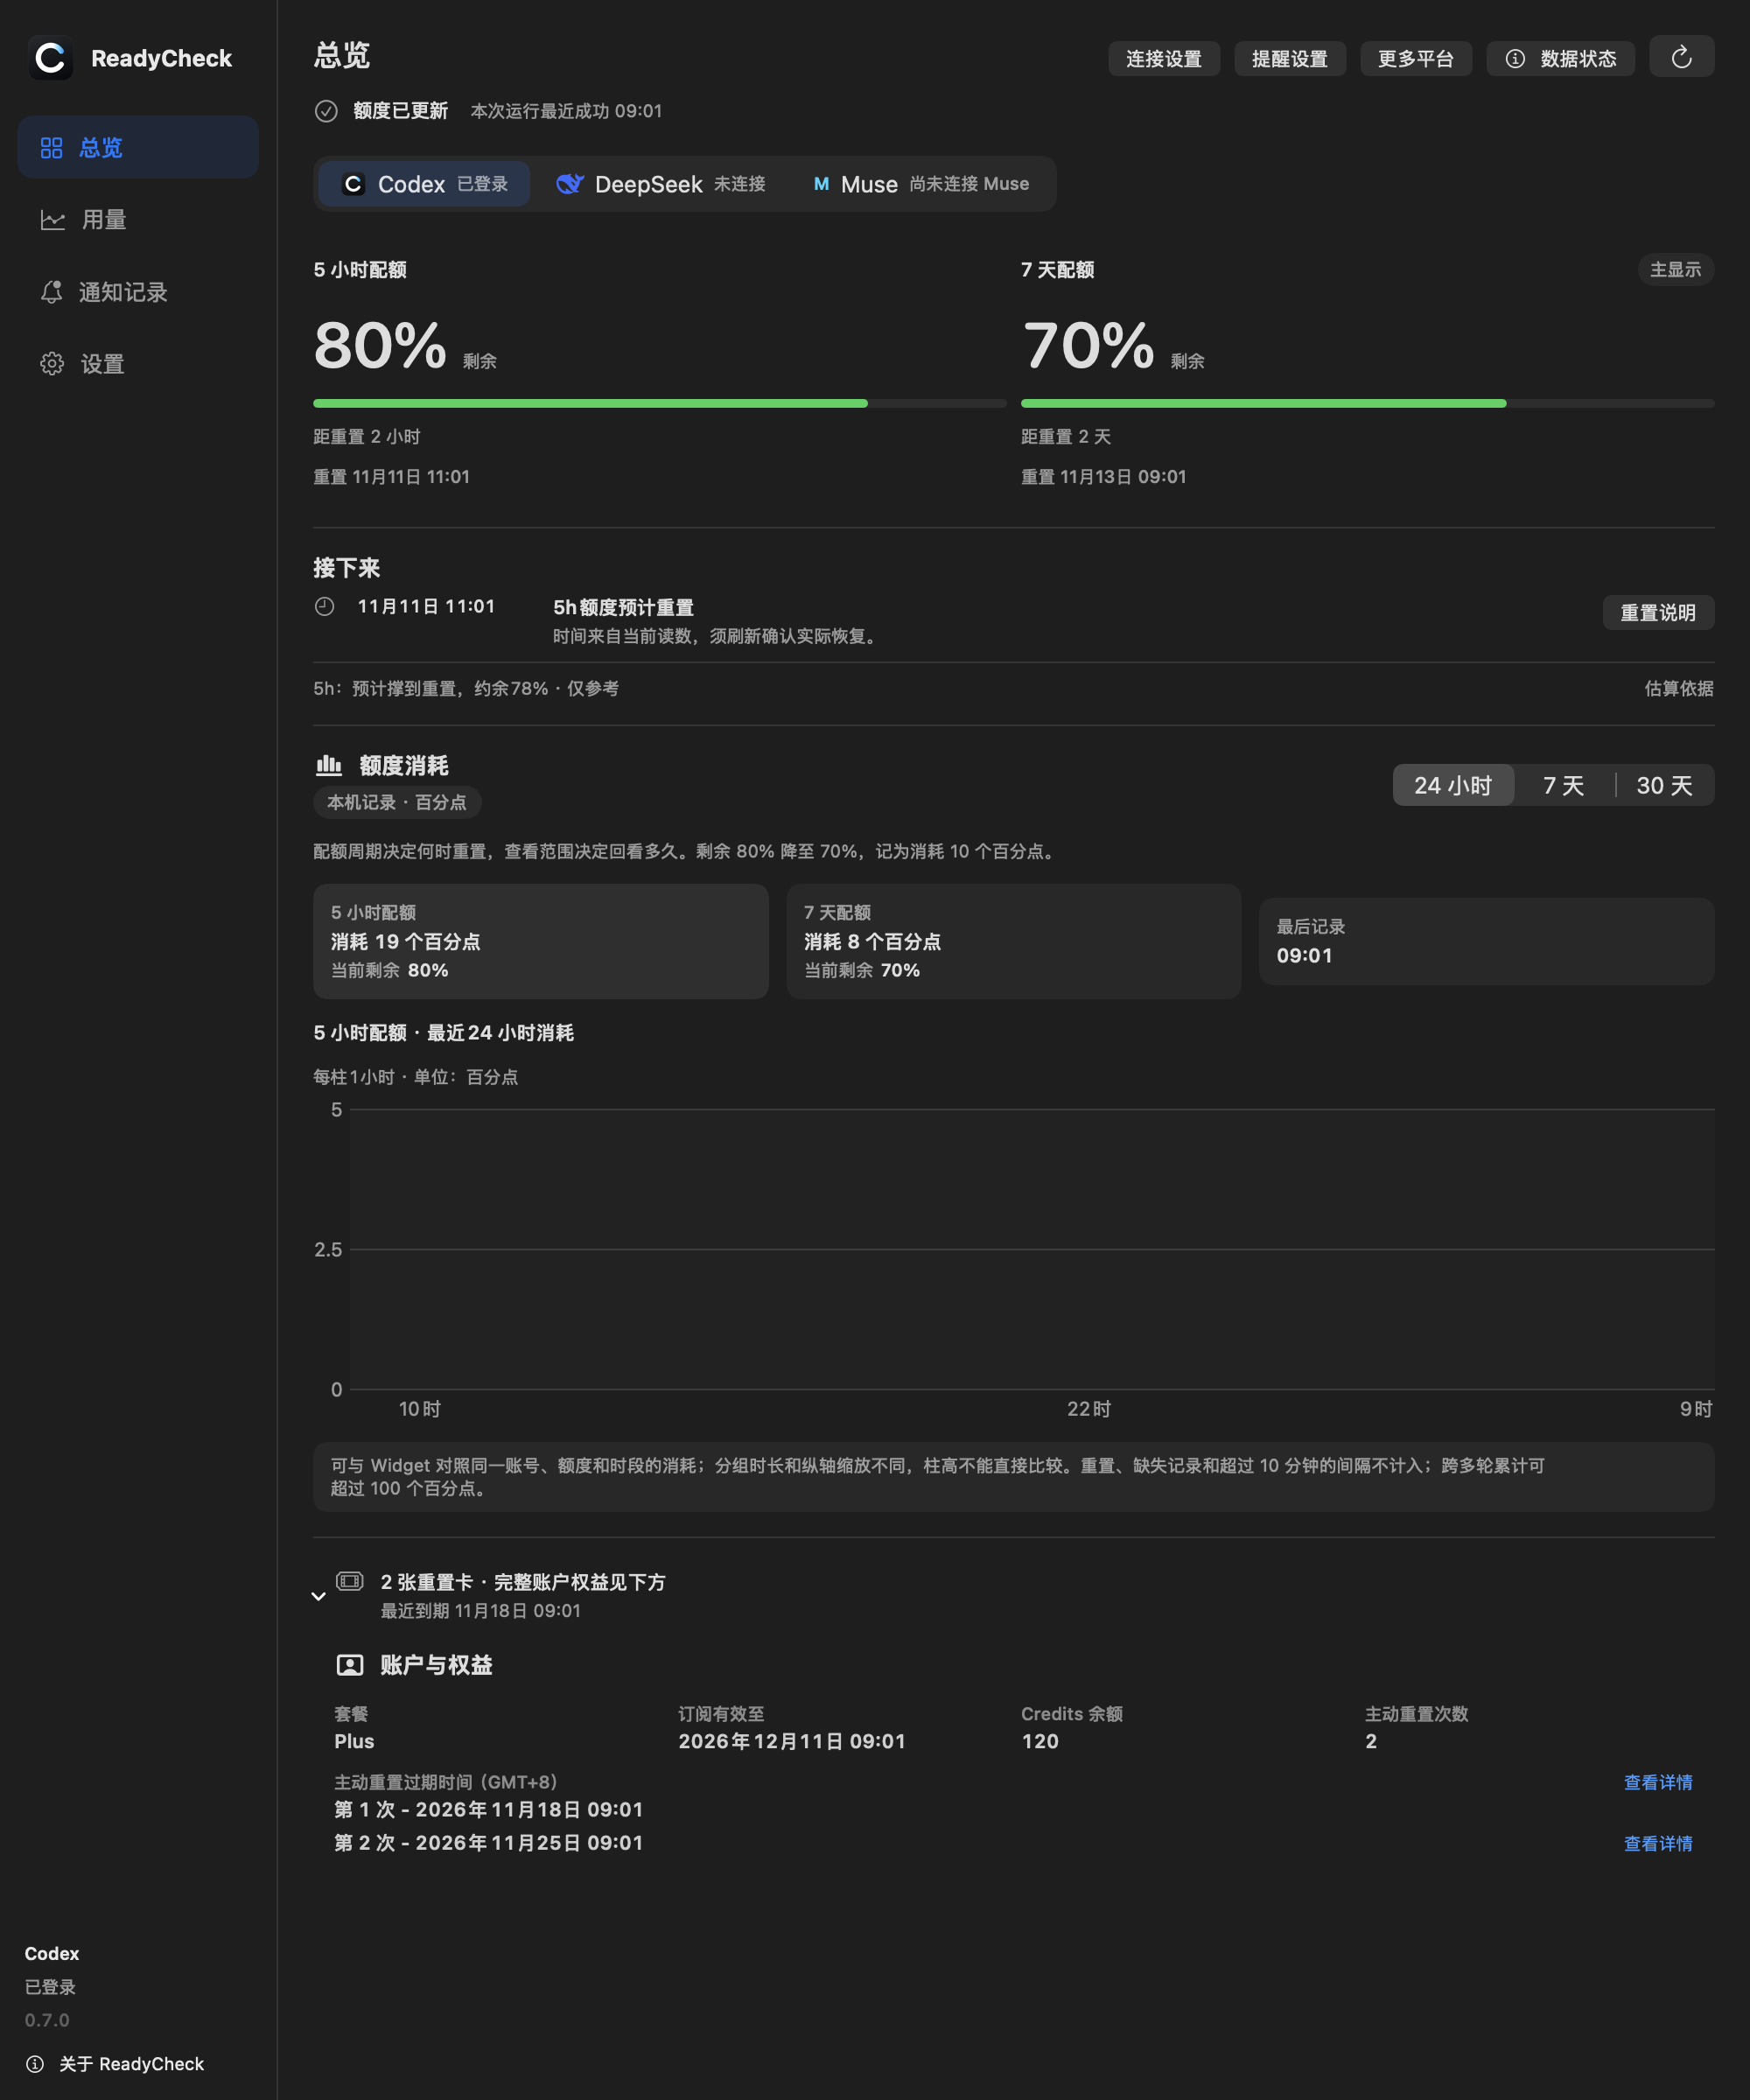 ReadyCheck
总览
用量
通知记录
设置
Codex
已登录
0.7.0
关于 ReadyCheck
总览
连接设置
提醒设置
更多平台
数据状态
额度已更新 本次运行最近成功 09:01
Codex 已登录
DeepSeek 未连接
M Muse 尚未连接 Muse
5 小时配额
80% 剩余
距重置 2 小时
重置 11月11日 11:01
7 天配额
主显示
70% 剩余
距重置 2 天
重置 11月13日 09:01
接下来
11月11日 11:01
5h额度预计重置
时间来自当前读数，须刷新确认实际恢复。
重置说明
5h：预计撑到重置，约余78% · 仅参考
估算依据
额度消耗
本机记录 · 百分点
24 小时
7 天
30 天
配额周期决定何时重置，查看范围决定回看多久。剩余 80% 降至 70%，记为消耗 10 个百分点。
5 小时配额
消耗 19 个百分点
当前剩余 80%
7 天配额
消耗 8 个百分点
当前剩余 70%
最后记录
09:01
5 小时配额 · 最近24 小时消耗
每柱1小时 · 单位：百分点
5
2.5
0
10时
22时
9时
可与 Widget 对照同一账号、额度和时段的消耗；分组时长和纵轴缩放不同，柱高不能直接比较。重置、缺失记录和超过 10 分钟的间隔不计入；跨多轮累计可
超过 100 个百分点。
2 张重置卡 · 完整账户权益见下方
最近到期 11月18日 09:01
账户与权益
套餐
Plus
订阅有效至
2026年12月11日 09:01
Credits 余额
120
主动重置次数
2
主动重置过期时间（GMT+8）
查看详情
第 1 次 - 2026年11月18日 09:01
第 2 次 - 2026年11月25日 09:01
查看详情